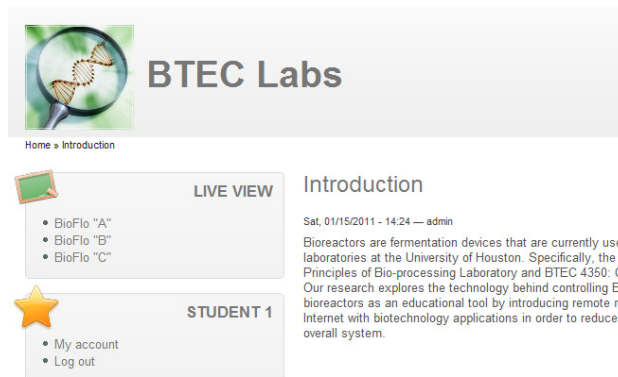 BTEC Labs
Home » Introduction
LIVE VIEW
BioFlo "A"
BioFlo "B"
BioFlo "C"
STUDENT 1
My account
Log out
Introduction
Sat, 01/15/2011 - 14:24 — admin
Bioreactors are fermentation devices that are currently
laboratories at the University of Houston. Specifically, the
Principles of Bio-processing Laboratory and BTEC 4350:
Our research explores the technology behind controlling
bioreactors as an educational tool by introducing remote
Internet with biotechnology applications in order to reduce
overall system.